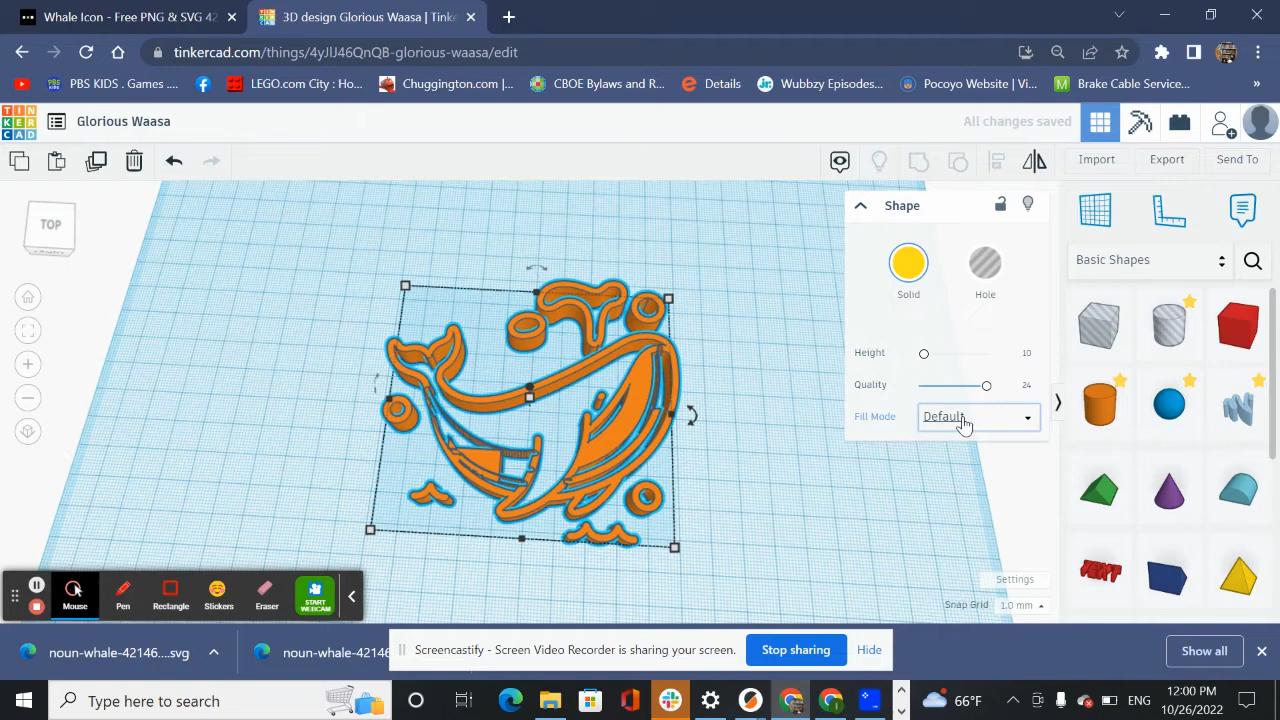 Whale Icon - Free PNG & SVG 42
3D design Glorious Waasa | Tinke
tinkercad.com/things/4yJlJ46QnQB-glorious-waasa/edit
PBS KIDS . Games ....
LEGO.com City : Ho...
Chuggington.com |...
CBOE Bylaws and R...
Details
Wubbzy Episodes...
Pocoyo Website | Vi...
Brake Cable Service...
»
TIN
KER
CAD
Glorious Waasa
All changes saved
Import
Export
Send To
TOP
Shape
Solid
Hole
Height
10
Quality
24
Fill Mode
Default
Basic Shapes
TEXT
Settings
Snap Grid
1.0 mm
Mouse
Pen
Rectangle
Stickers
Eraser
START
WEBCAM
noun-whale-42146....svg
noun-whale-42146
Screencastify - Screen Video Recorder is sharing your screen.
Stop sharing
Hide
Show all
Type here to search
66°F
ENG
12:00 PM
10/26/2022